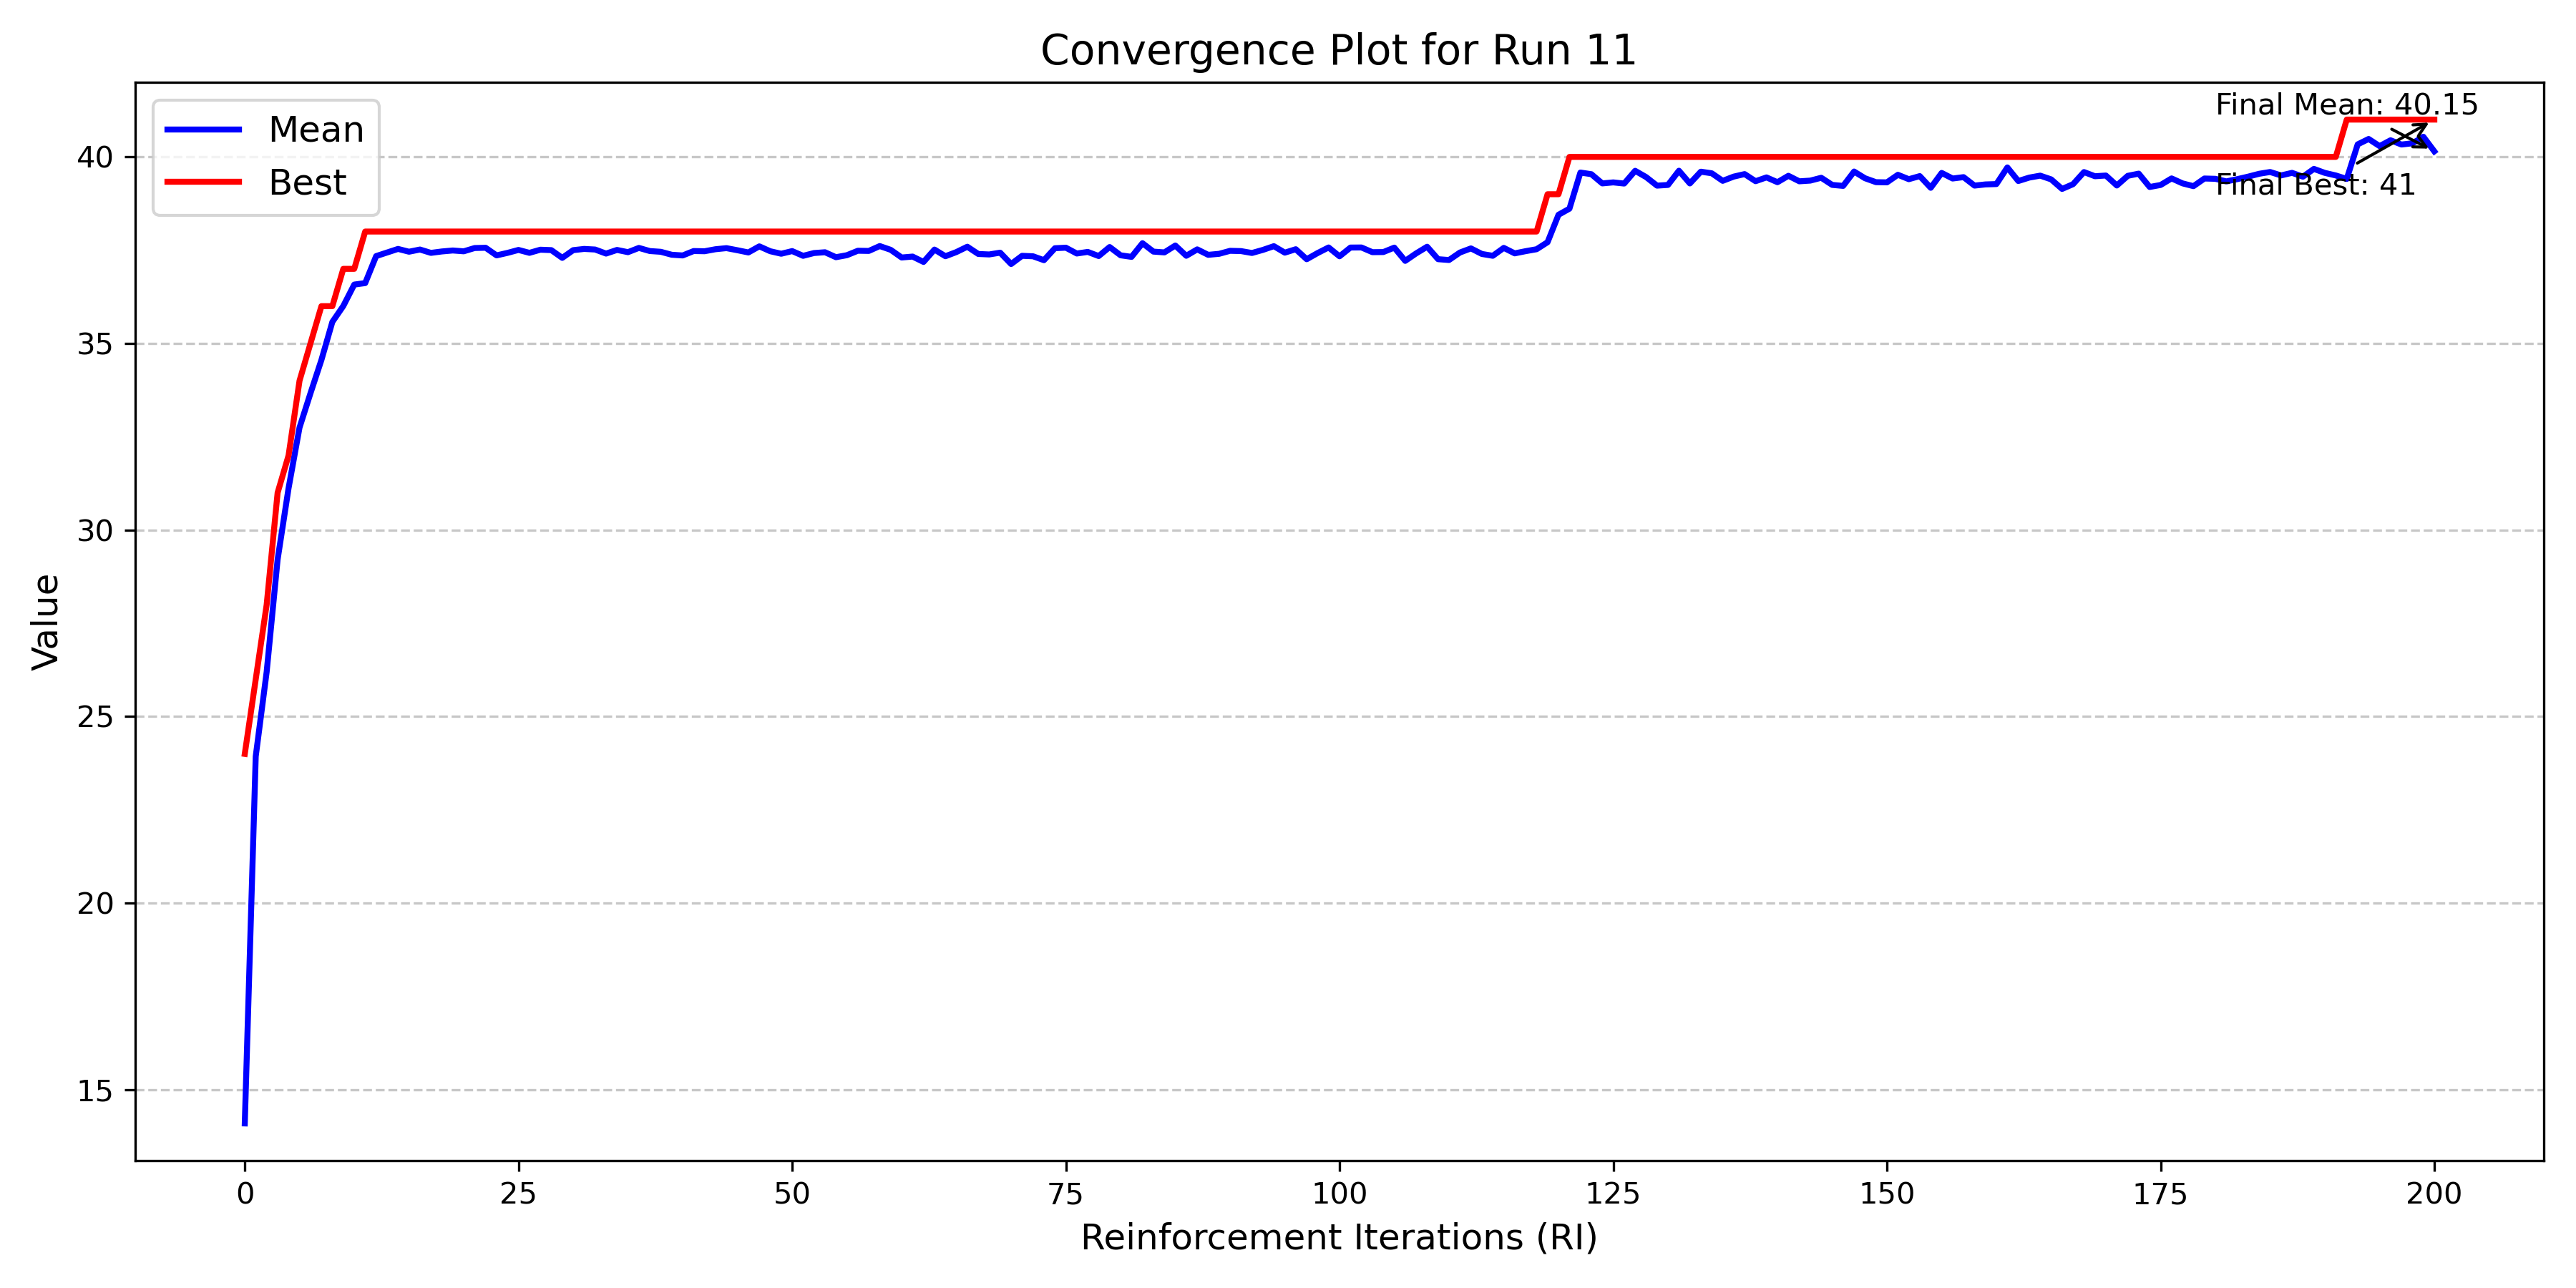 Convergence Plot for Run 11
Mean
Best
Final Mean: 40.15
Final Best: 41
Value
40
35
30
25
20
15
0 25 50 75 100 125 150 175 200
Reinforcement Iterations (RI)